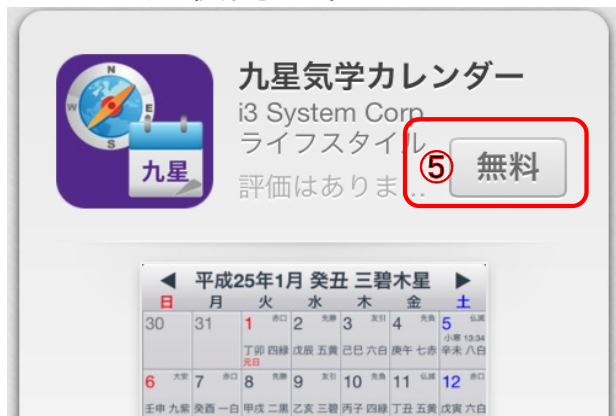 N
W
E
S
九星
九星気学カレンダー
i3 System Corp
ライフスタイル
評価はありま...
⑤ 無料
◀ 平成25年1月 癸丑 三碧木星 ▶
日 月 火 水 木 金 土
30 31 1 赤口 2 先勝 3 友引 4 先負 5 仏滅
小寒 13:34
丁卯 四緑 戊辰 五黄 己巳 六白 庚午 七赤 辛未 八白
元日
6 大安 7 赤口 8 先勝 9 友引 10 先負 11 仏滅 12 赤口
壬申 九紫 癸酉 一白 甲戌 二黒 乙亥 三碧 丙子 四緑 丁丑 五黄 戊寅 六白